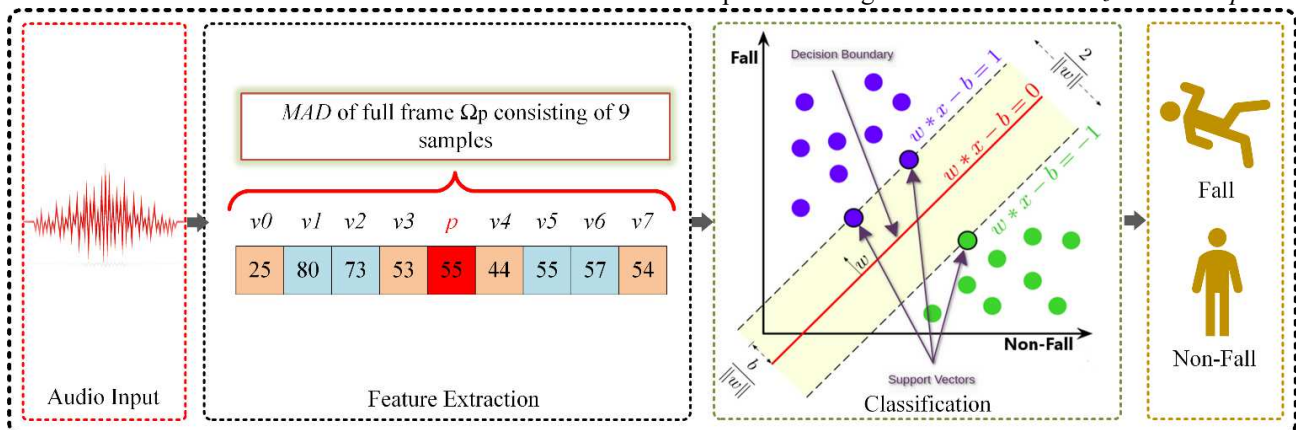 MAD of full frame Ωp consisting of 9
samples
v0 v1 v2 v3 p v4 v5 v6 v7
25 80 73 53 55 44 55 57 54
Audio Input
Feature Extraction
Fall
Decision Boundary
w * x − b = 1
w * x − b = 0
w * x − b = −1
2
‖w‖
w
b
‖w‖
Support Vectors
Non-Fall
Classification
Fall
Non-Fall